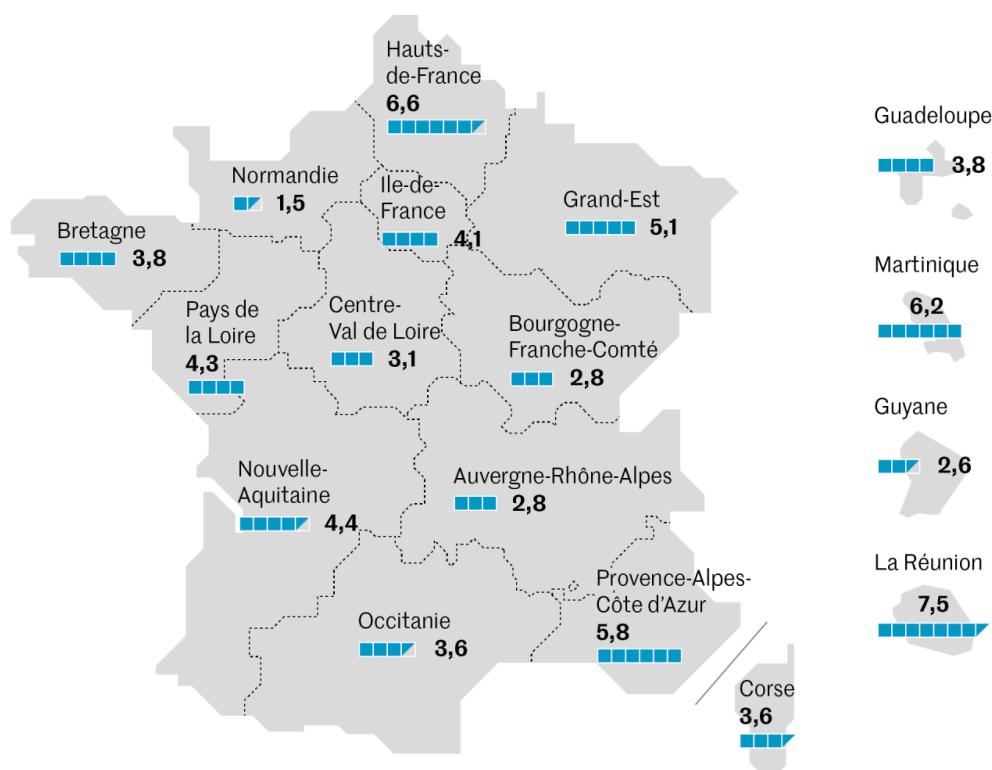 Hauts-
de-France
6,6
Normandie
1,5
Ile-de-
France
4,1
Grand-Est
5,1
Bretagne
3,8
Pays de
la Loire
4,3
Centre-
Val de Loire
3,1
Bourgogne-
Franche-Comté
2,8
Nouvelle-
Aquitaine
4,4
Auvergne-Rhône-Alpes
2,8
Occitanie
3,6
Provence-Alpes-
Côte d'Azur
5,8
Corse
3,6
Guadeloupe
3,8
Martinique
6,2
Guyane
2,6
La Réunion
7,5